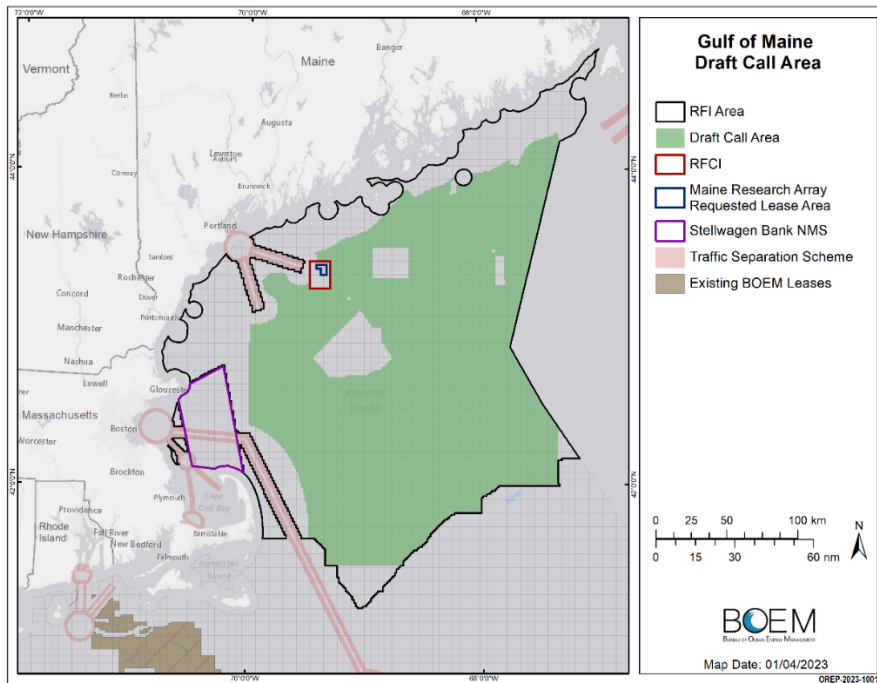 72°0'0"W
70°0'0"W
68°0'0"W
Vermont
Maine
Bangor
Berlin
Augusta
Lewiston
Auburn
Conway
Brunswick
44°0'0"N
44°0'0"N
Portland
New Hampshire
Sanford
Rochester
Dover
Concord
Portsmouth
Manchester
Nashua
Lowell
Gloucester
Massachusetts
Boston
Worcester
Brockton
Atlantic
Ocean
42°0'0"N
42°0'0"N
Plymouth
Cape
Cod Bay
Providence
Barnstable
Rhode
Island
Fall River
New Bedford
Falmouth
Nantucket
Sound
70°0'0"W
68°0'0"W
Gulf of Maine
Draft Call Area
RFI Area
Draft Call Area
RFCI
Maine Research Array
Requested Lease Area
Stellwagen Bank NMS
Traffic Separation Scheme
Existing BOEM Leases
0 25 50 100 km
N
0 15 30 60 nm
BOEM
Bureau of Ocean Energy Management
Map Date: 01/04/2023
OREP-2023-1001